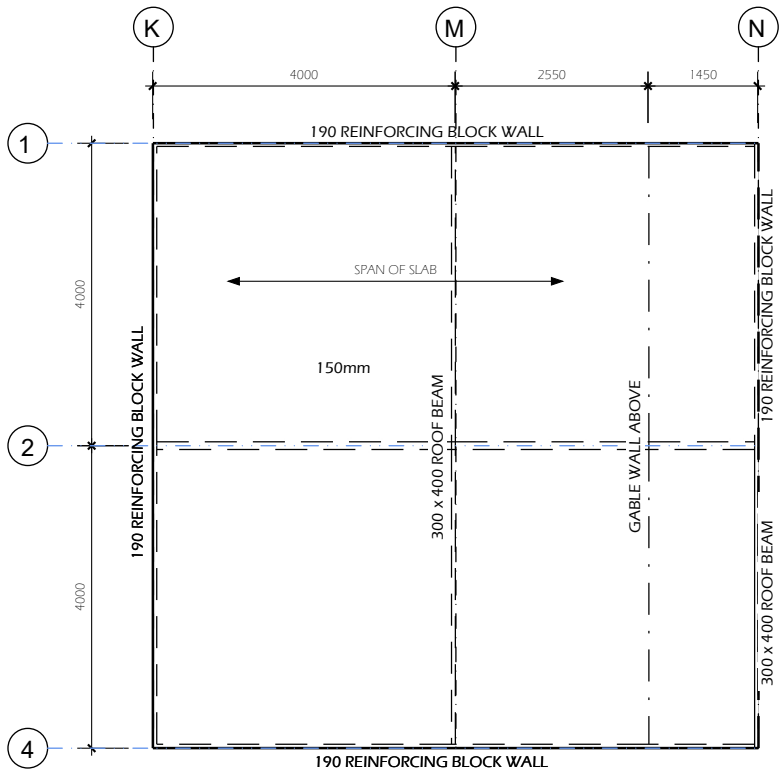 K
M
N
4000
2550
1450
1
190 REINFORCING BLOCK WALL
190 REINFORCING BLOCK WALL
4000
SPAN OF SLAB
150mm
190 REINFORCING BLOCK WALL
300 x 400 ROOF BEAM
GABLE WALL ABOVE
2
4000
300 x 400 ROOF BEAM
4
190 REINFORCING BLOCK WALL